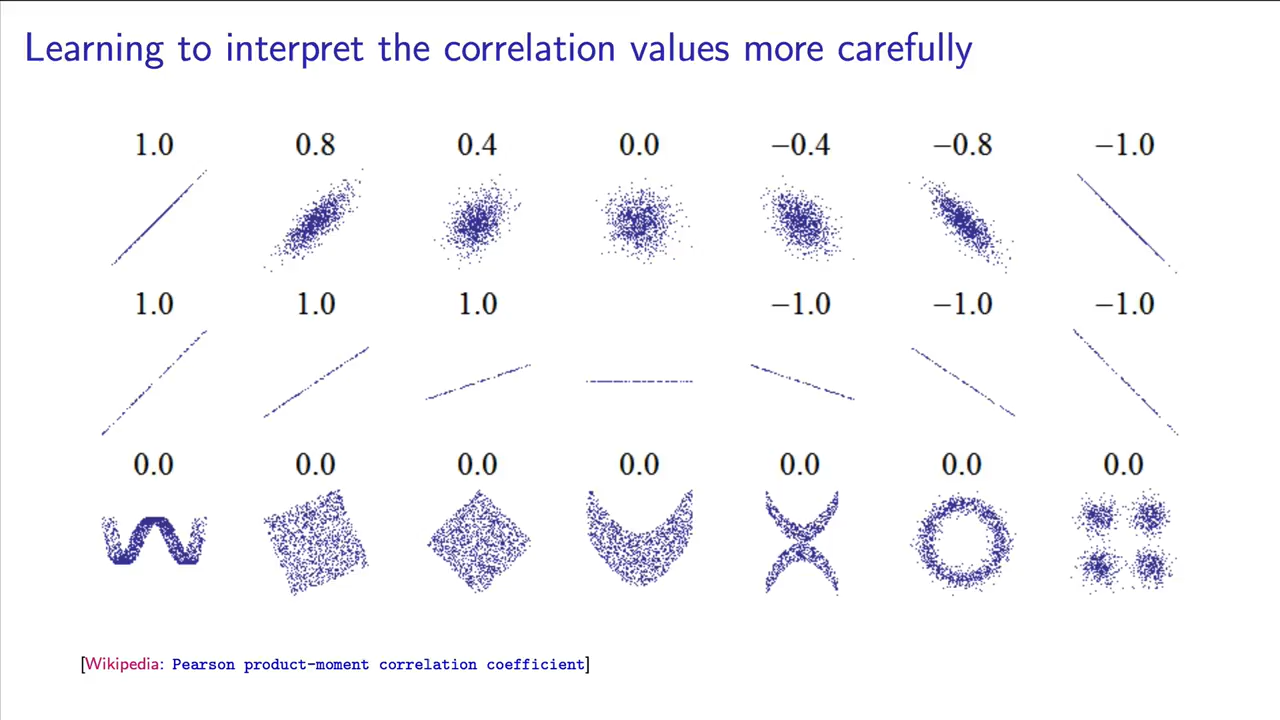 Learning to interpret the correlation values more carefully
1.0 0.8 0.4 0.0 −0.4 −0.8 −1.0
1.0 1.0 1.0 −1.0 −1.0 −1.0
0.0 0.0 0.0 0.0 0.0 0.0 0.0
[Wikipedia: Pearson product-moment correlation coefficient]